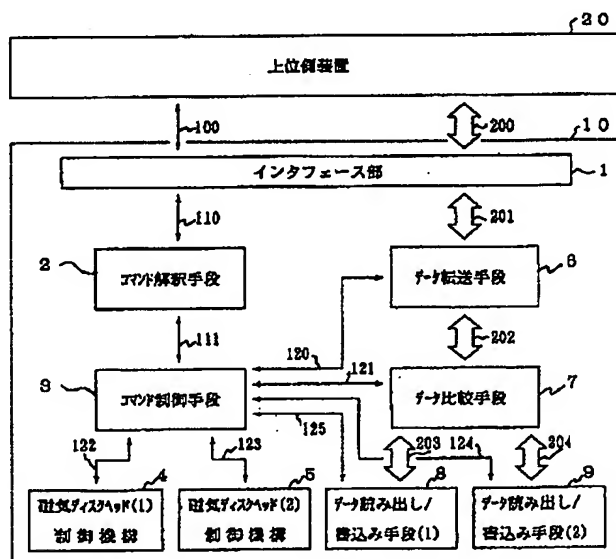 20
上位側装置
100
200
10
インタフェース部
1
110
201
2
コマンド解釈手段
データ転送手段
6
111
120
202
3
コマンド制御手段
121
データ比較手段
7
125
122
123
203
124
204
4
5
8
9
磁気ディスクヘッド(1)
制御機構
磁気ディスクヘッド(2)
制御機構
データ読み出し/
書込み手段(1)
データ読み出し/
書込み手段(2)